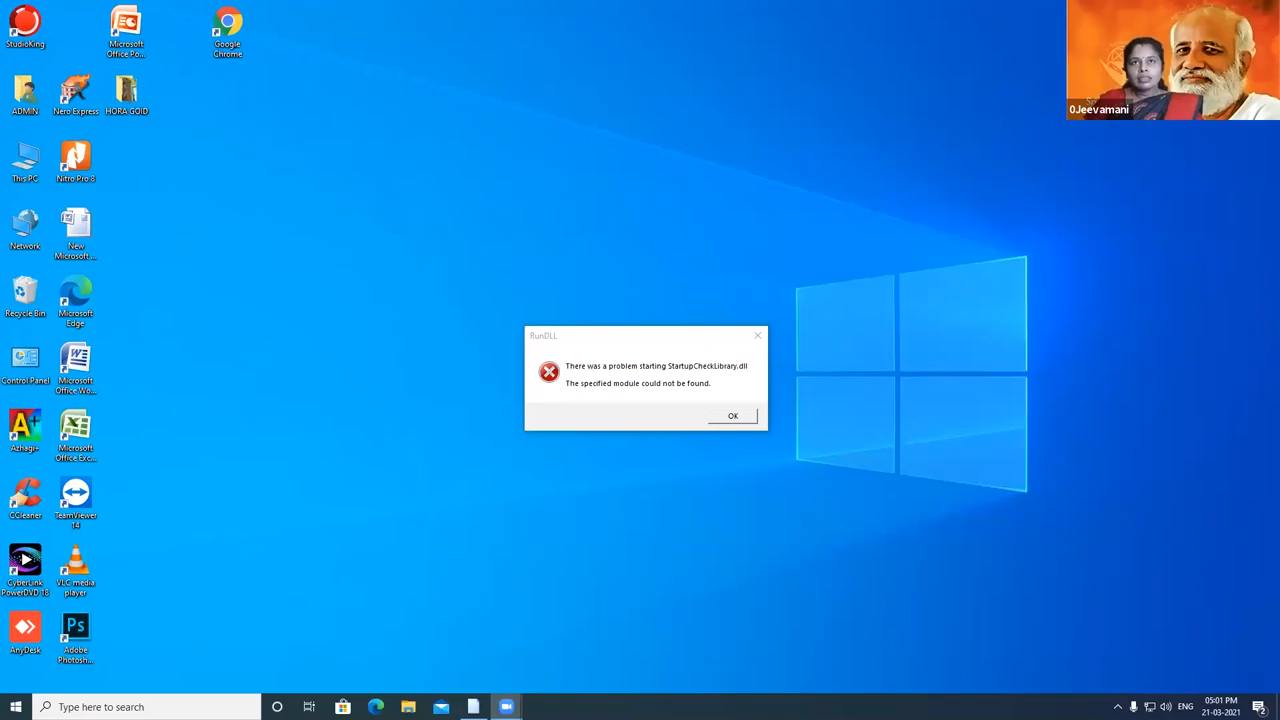 StudioKing
Microsoft
Office Po...
Google
Chrome
ADMIN
Nero Express
HORA GOID
This PC
Nitro Pro 8
Network
New
Microsoft ...
Recycle Bin
Microsoft
Edge
Control Panel
Microsoft
Office Wo...
Azhagi+
Microsoft
Office Exc...
CCleaner
TeamViewer
14
CyberLink
PowerDVD 18
VLC media
player
AnyDesk
Ps
Adobe
Photosh...
0Jeevamani
RunDLL
There was a problem starting StartupCheckLibrary.dll
The specified module could not be found.
OK
Type here to search
ENG
05:01 PM
21-03-2021
2